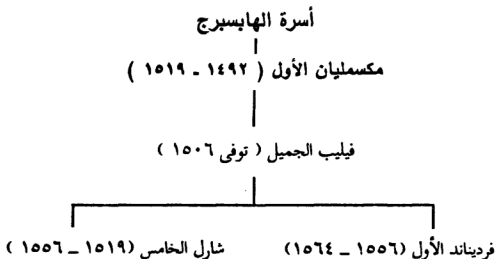 أسرة الهابسبرج
مكسمليان الأول ( ١٤٩٢ ـ ١٥١٩ )
فيليب الجميل ( توفى ١٥٠٦ )
فرديناند الأول (١٥٥٦ ـ ١٥٦٤) شارل الخامس (١٥١٩ ـ ١٥٥٦ )